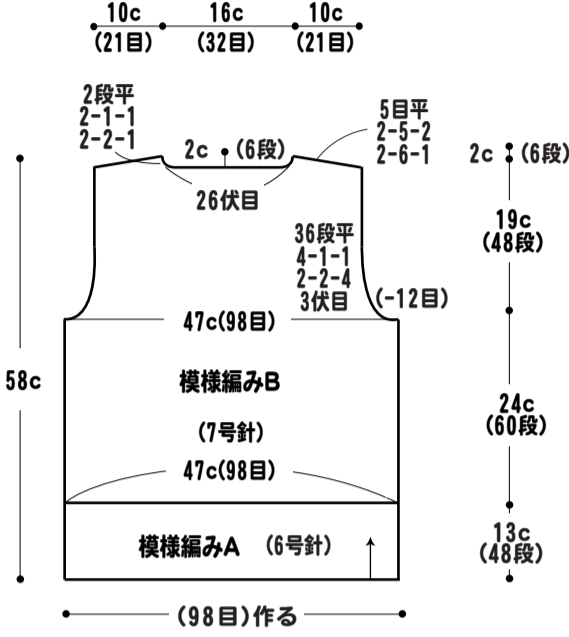 10c 16c 10c
(21目) (32目) (21目)
2段平
2-1-1
2-2-1
2c (6段)
5目平
2-5-2
2-6-1
2c (6段)
26伏目
19c
(48段)
36段平
4-1-1
2-2-4
3伏目 (-12目)
47c(98目)
58c
模様編みB
(7号針)
24c
(60段)
47c(98目)
模様編みA (6号針)
13c
(48段)
(98目)作る